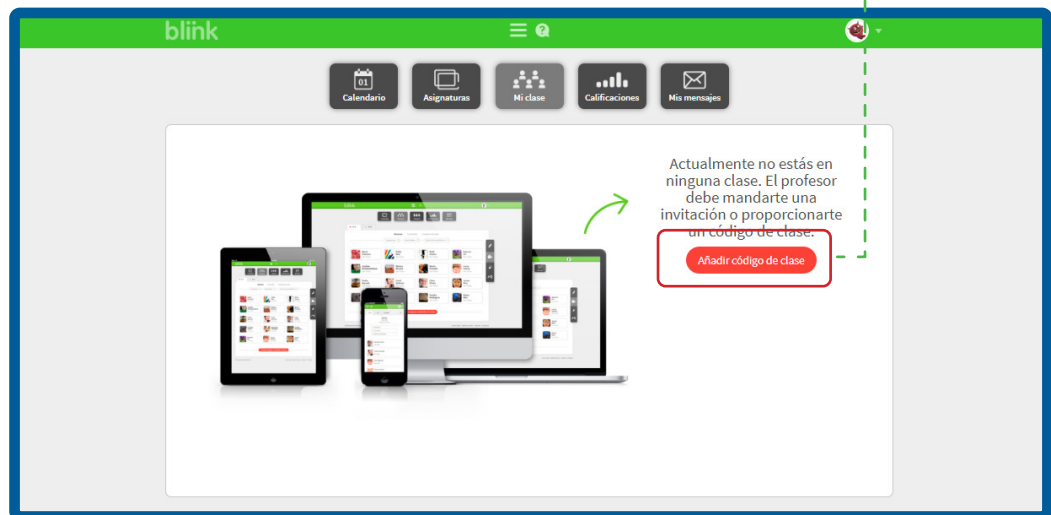 blink
01
Calendario
Asignaturas
Mi clase
Calificaciones
Mis mensajes
Actualmente no estás en
ninguna clase. El profesor
debe mandarte una
invitación o proporcionarte
un código de clase.
Añadir código de clase